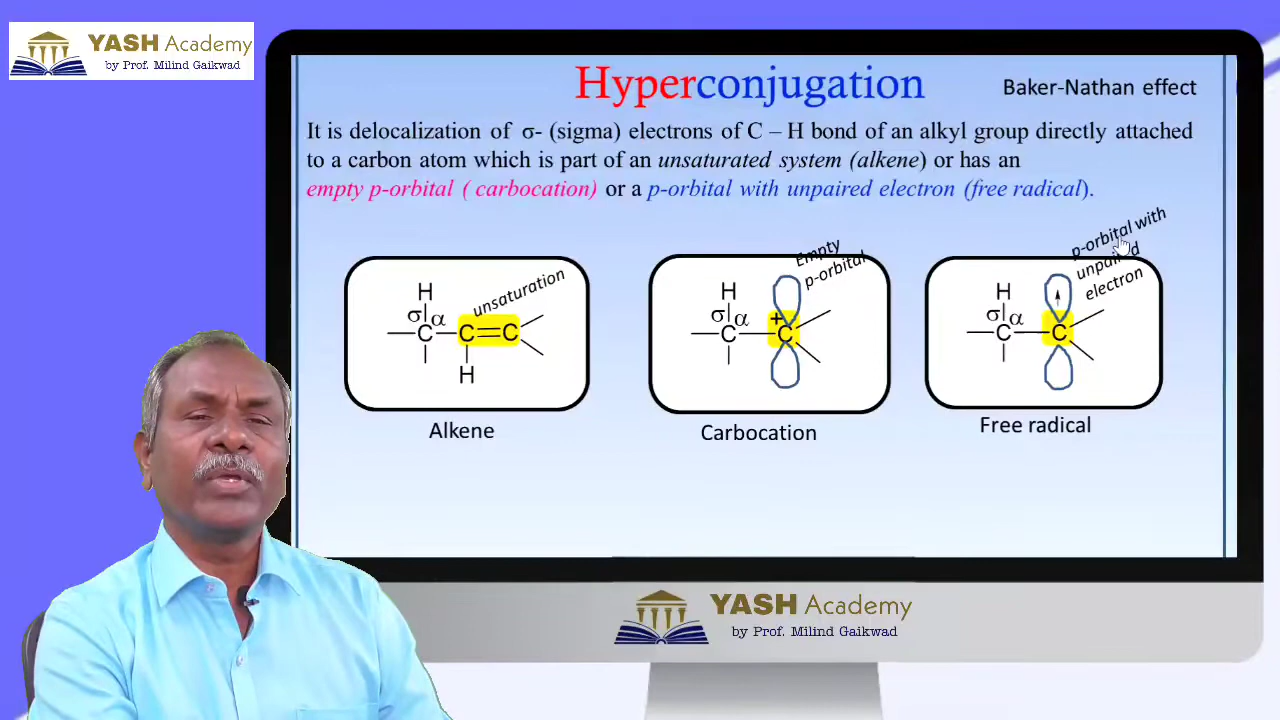 YASH Academy
by Prof. Milind Gaikwad
Hyperconjugation
Baker-Nathan effect
It is delocalization of σ- (sigma) electrons of C – H bond of an alkyl group directly attached
to a carbon atom which is part of an unsaturated system (alkene) or has an
empty p-orbital ( carbocation) or a p-orbital with unpaired electron (free radical).
unsaturation
H
σ α
C C C
H
Alkene
Empty
p-orbital
H
σ α
+
C C
Carbocation
p-orbital with
unpaired
electron
H
σ α
C C
Free radical
YASH Academy
by Prof. Milind Gaikwad